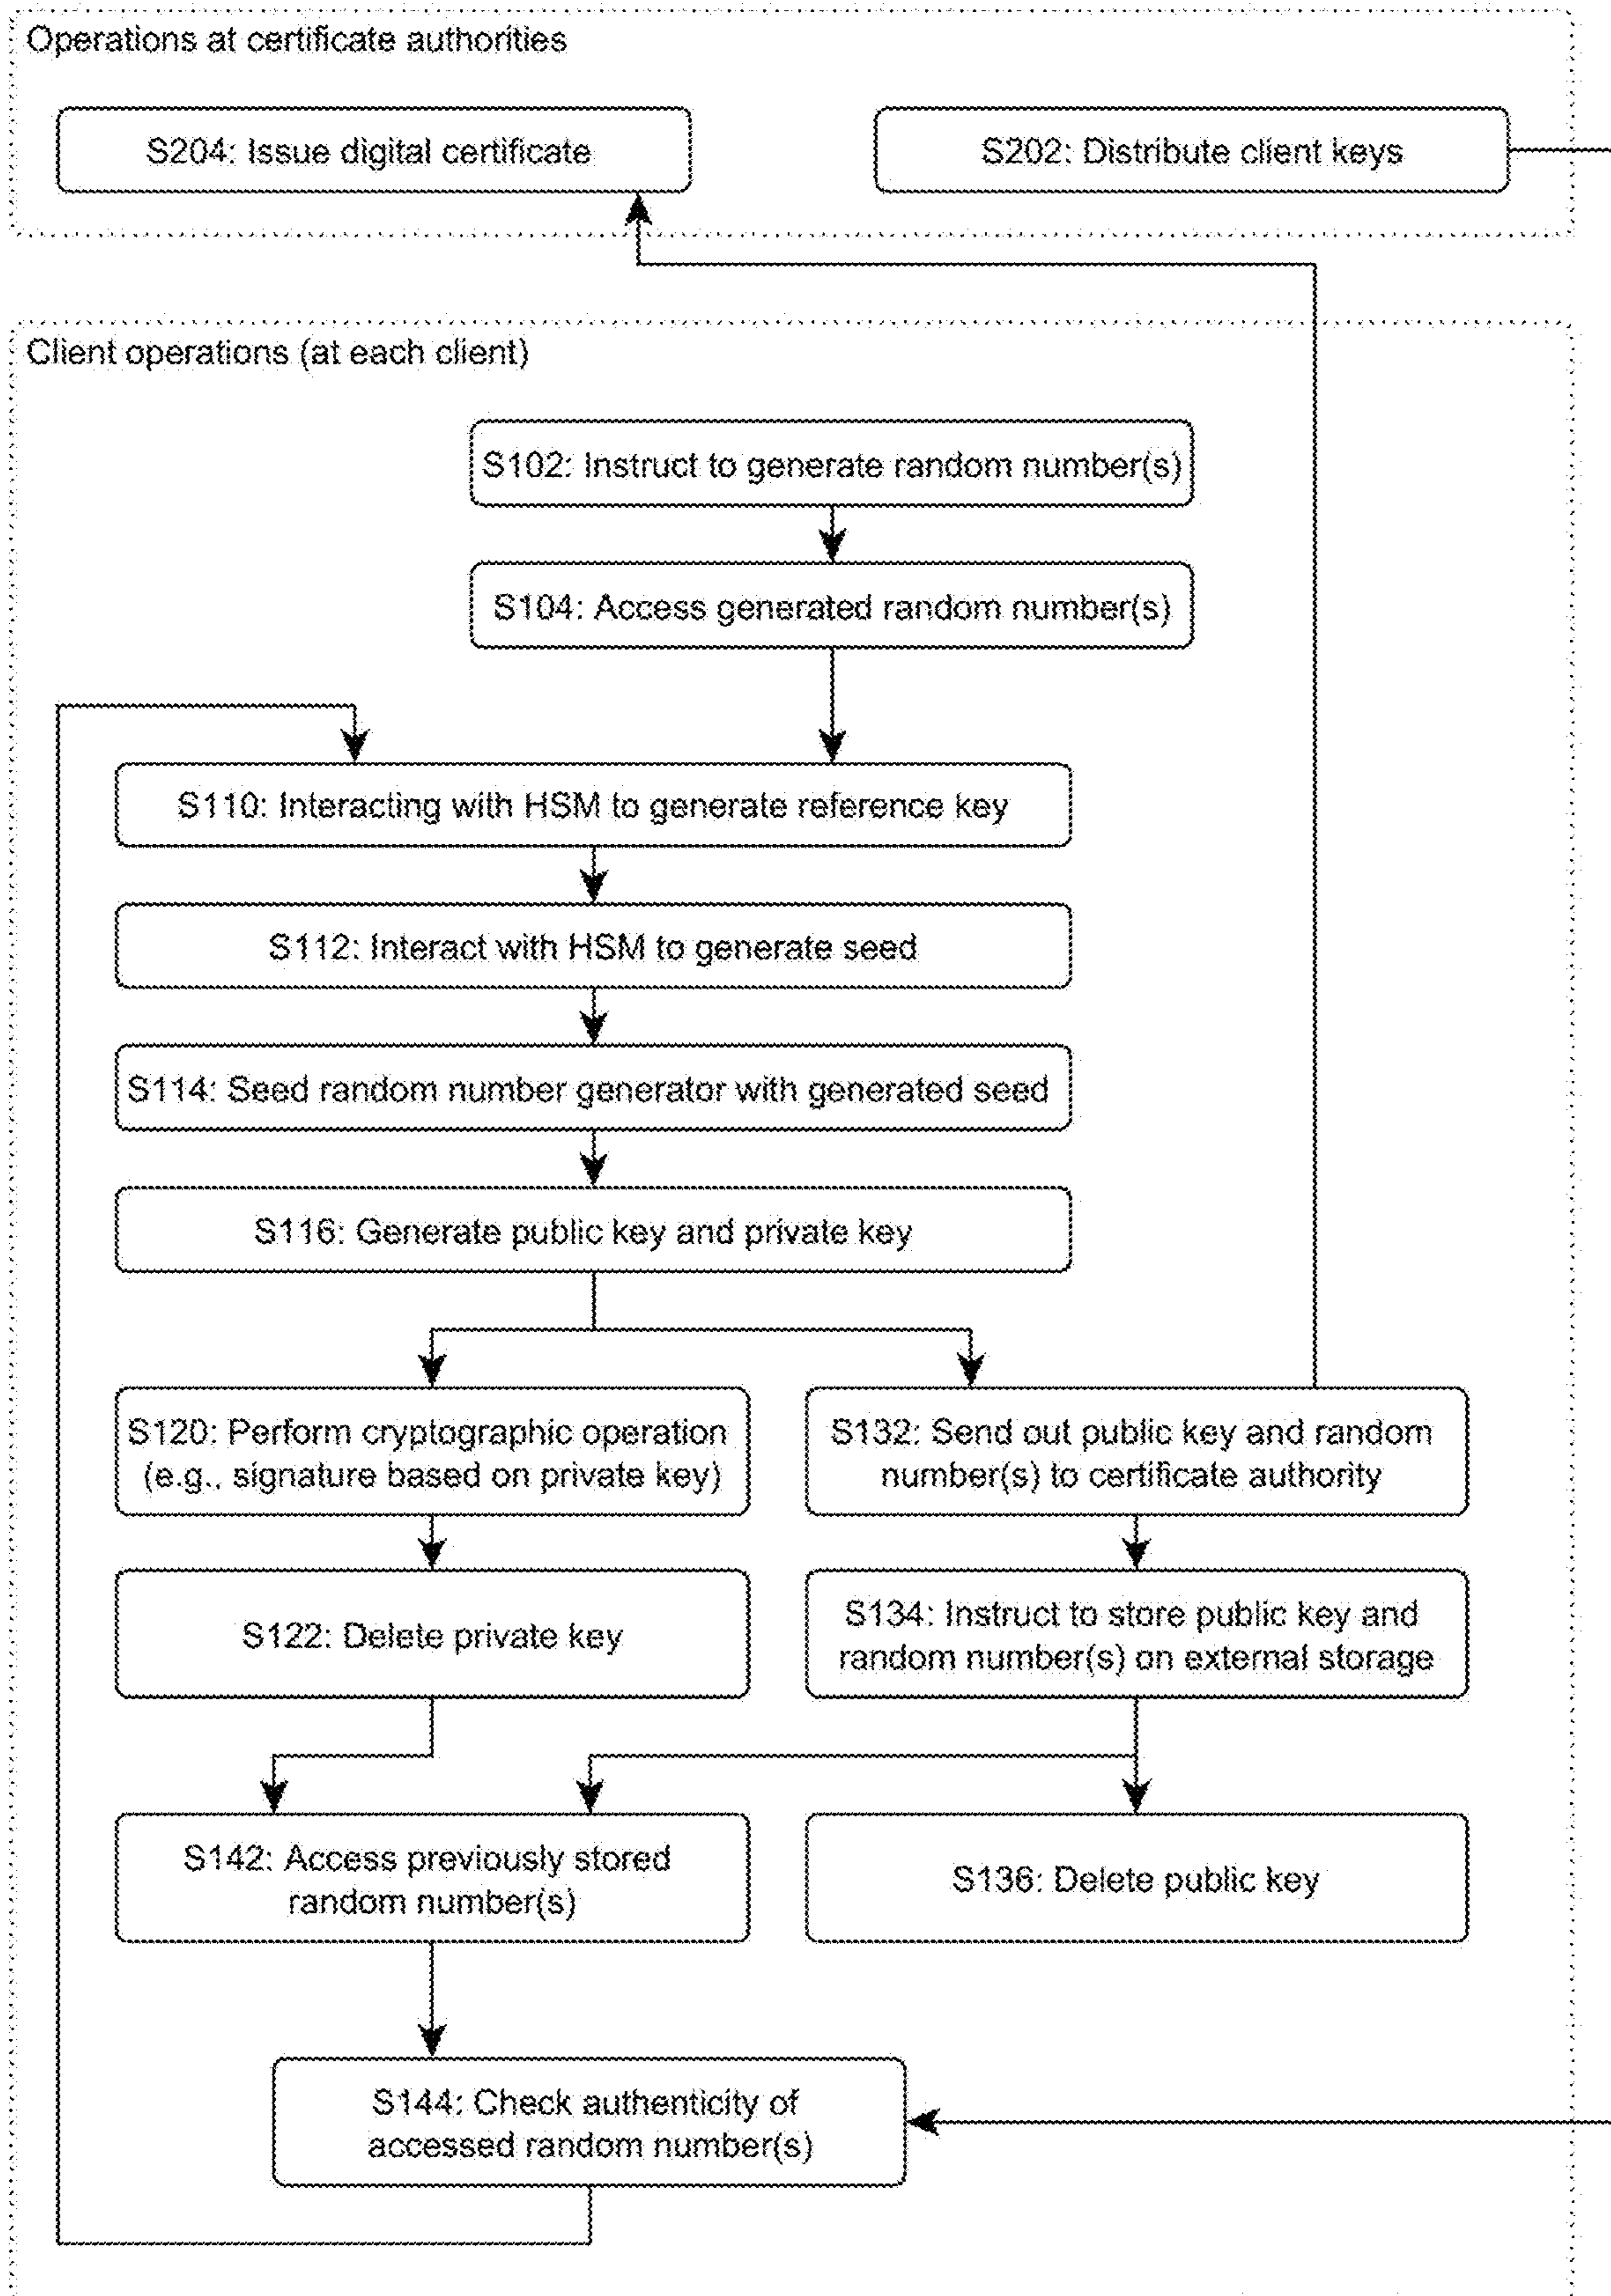 Operations at certificate authorities
S204: Issue digital certificate
S202: Distribute client keys
Client operations (at each client)
S102: Instruct to generate random number(s)
S104: Access generated random number(s)
S110: Interacting with HSM to generate reference key
S112: Interact with HSM to generate seed
S114: Seed random number generator with generated seed
S116: Generate public key and private key
S120: Perform cryptographic operation
(e.g., signature based on private key)
S132: Send out public key and random
number(s) to certificate authority
S122: Delete private key
S134: Instruct to store public key and
random number(s) on external storage
S142: Access previously stored
random number(s)
S136: Delete public key
S144: Check authenticity of
accessed random number(s)